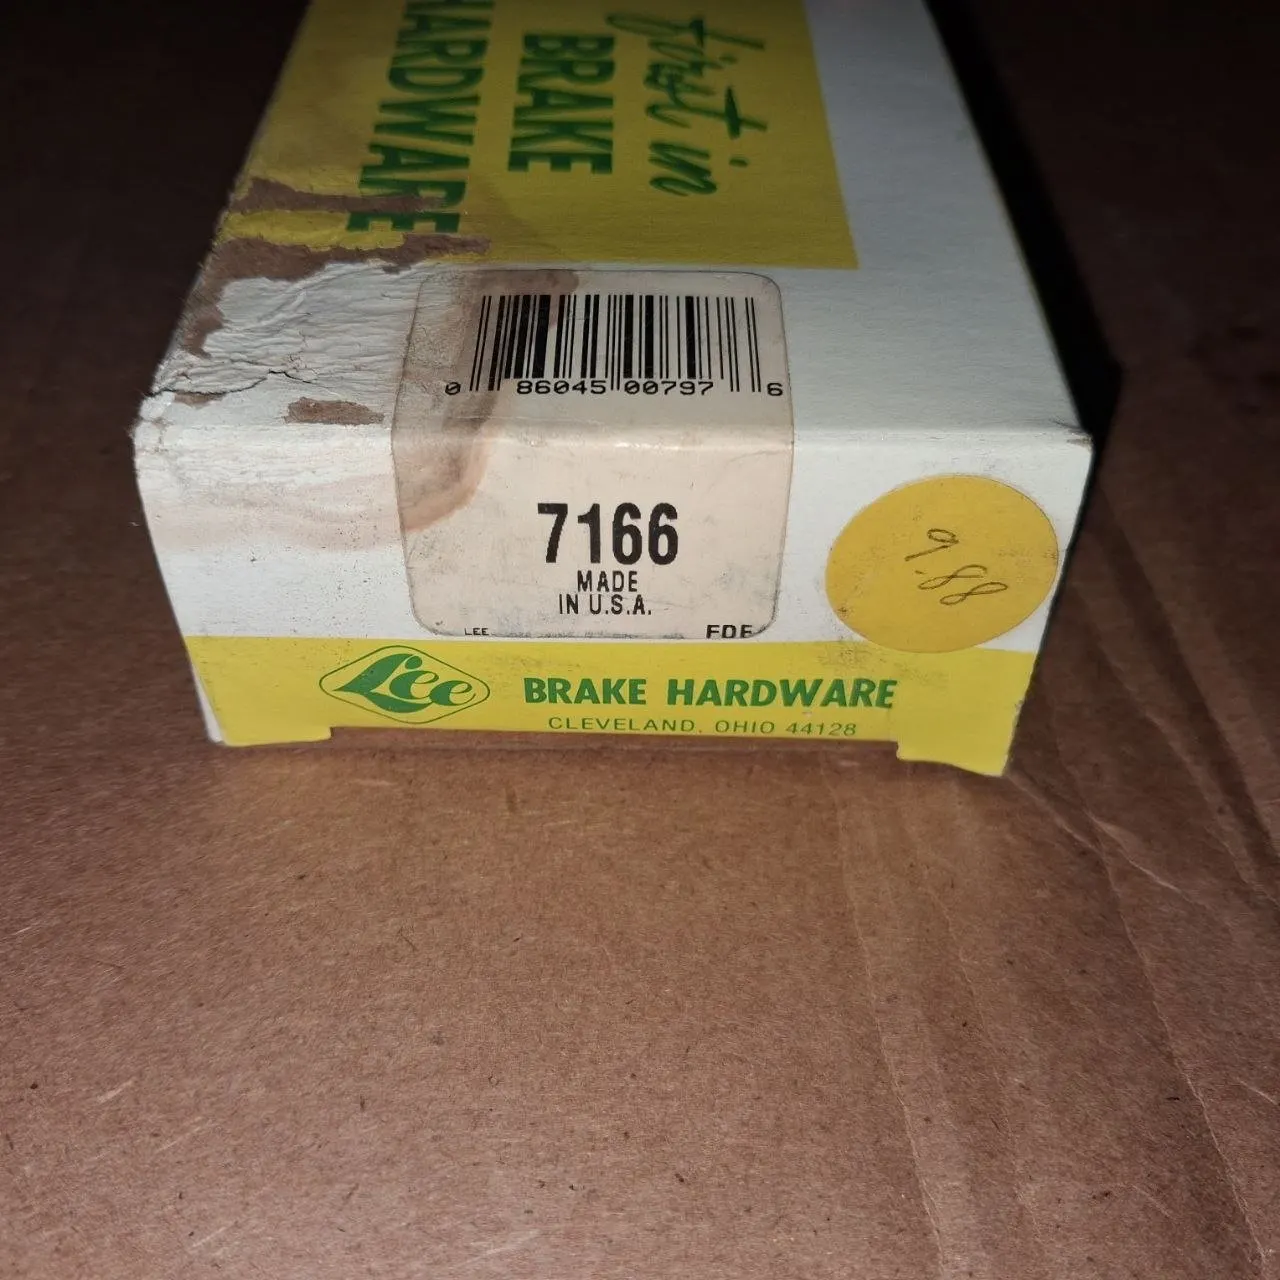 first in
BRAKE
HARDWARE
0 86045 00797 6
7166
MADE
IN U.S.A.
LEE
9.88
Lee
BRAKE HARDWARE
CLEVELAND, OHIO 44128